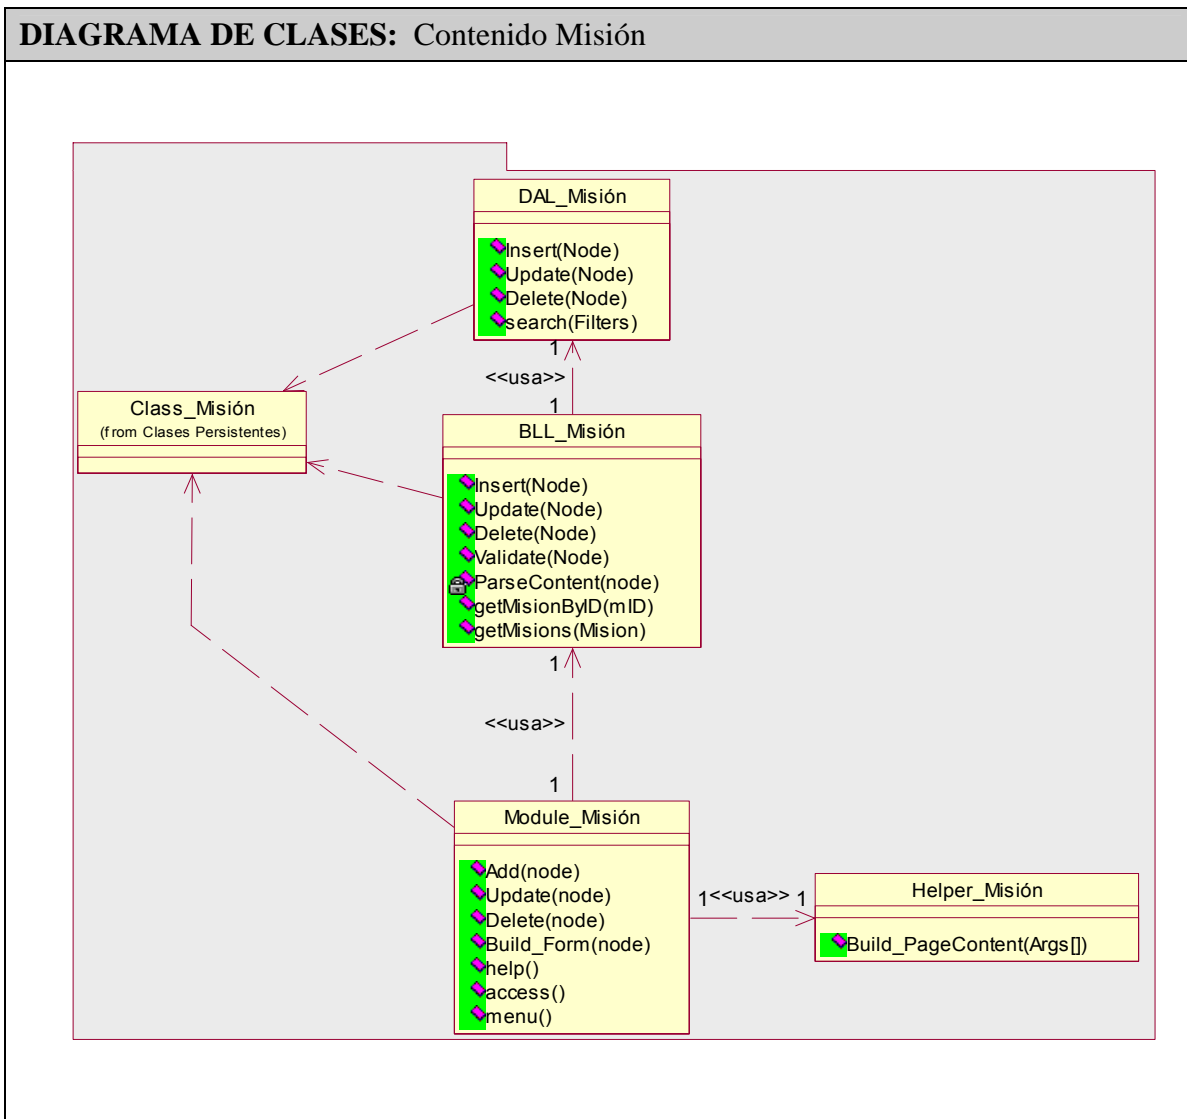 DIAGRAMA DE CLASES: Contenido Misión
DAL_Misión
Insert(Node)
Update(Node)
Delete(Node)
search(Filters)
1
<<usa>>
1
Class_Misión
(from Clases Persistentes)
BLL_Misión
Insert(Node)
Update(Node)
Delete(Node)
Validate(Node)
ParseContent(node)
getMisionByID(mID)
getMisions(Mision)
1
<<usa>>
1
Module_Misión
Add(node)
Update(node)
Delete(node)
Build_Form(node)
help()
access()
menu()
1 <<usa>> 1
Helper_Misión
Build_PageContent(Args[])